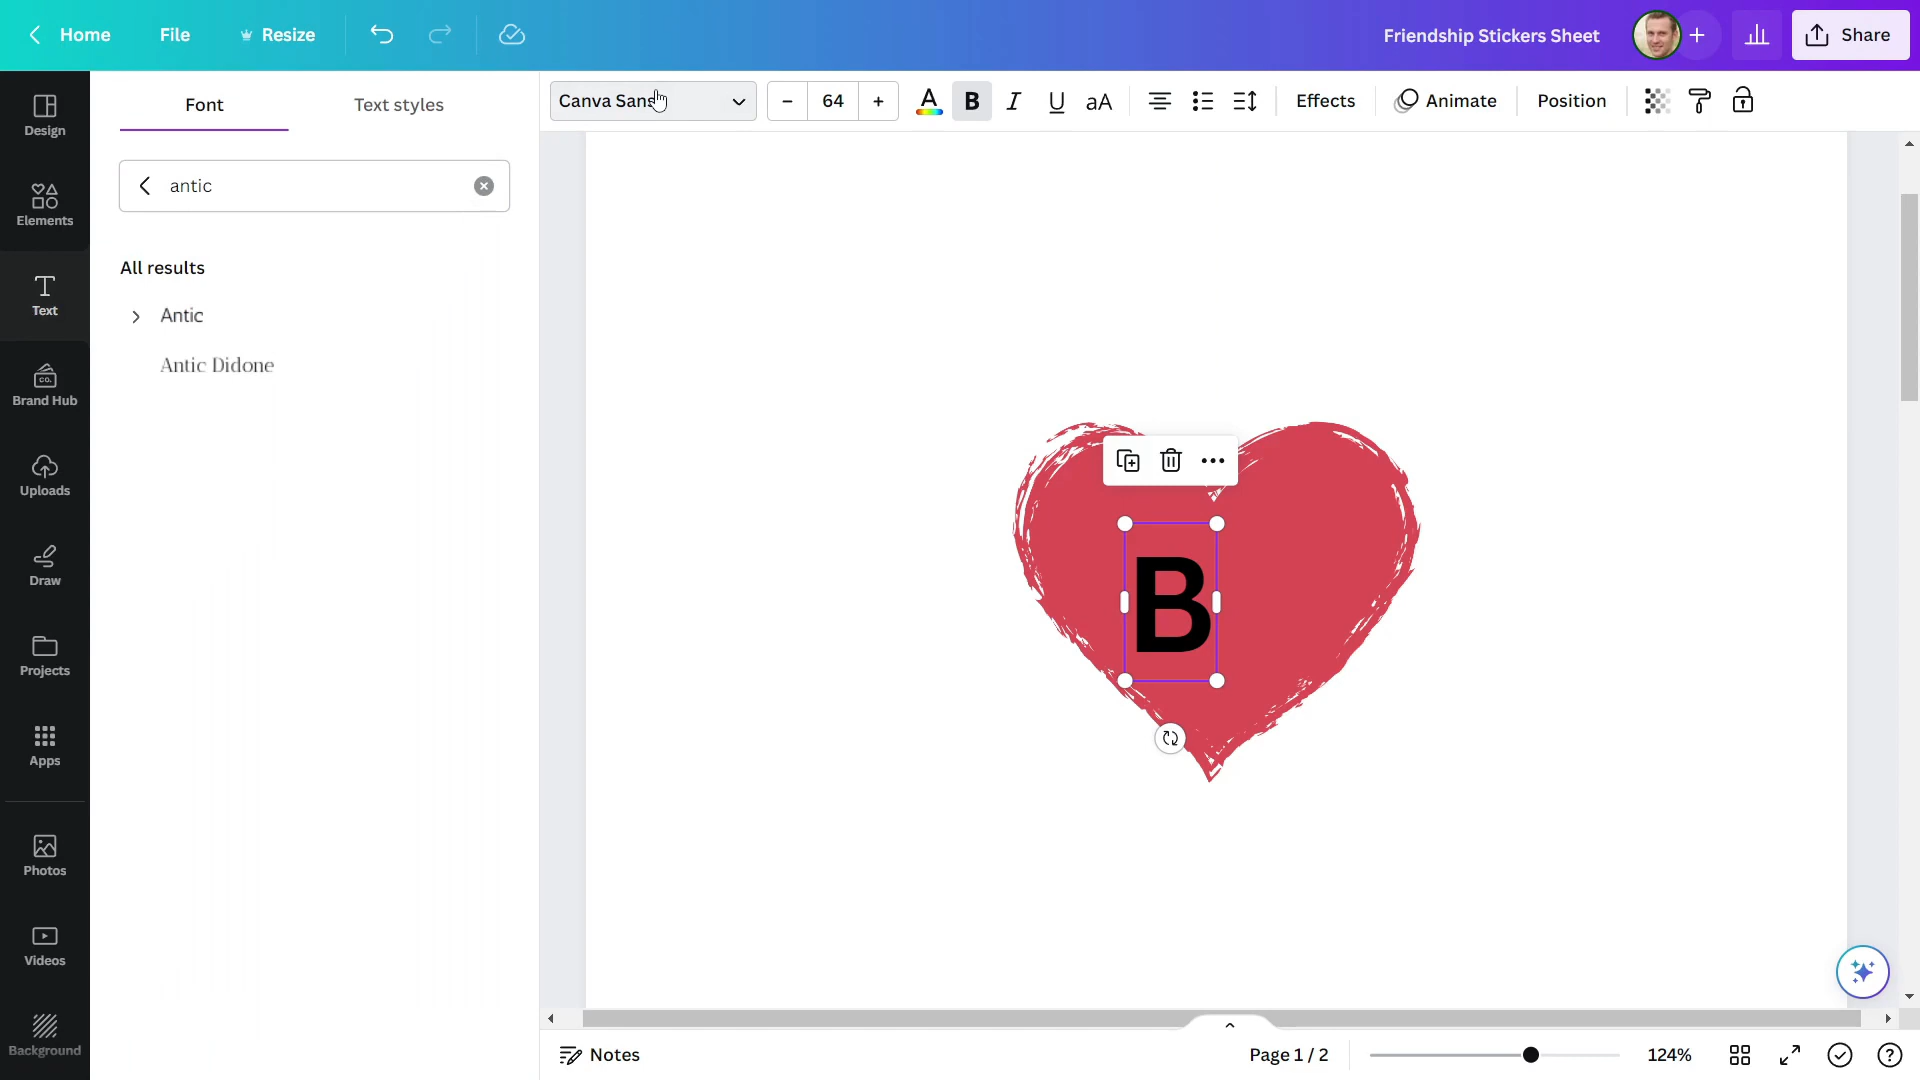 Home File Resize Friendship Stickers Sheet + Share
Design
Elements
Text
Brand Hub
CO.
Uploads
Draw
Projects
Apps
Photos
Videos
Background
Font Text styles
antic
All results
Antic
Antic Didone
Canva Sans – 64 + A B I U aA Effects Animate Position
B
Notes Page 1 / 2 124%